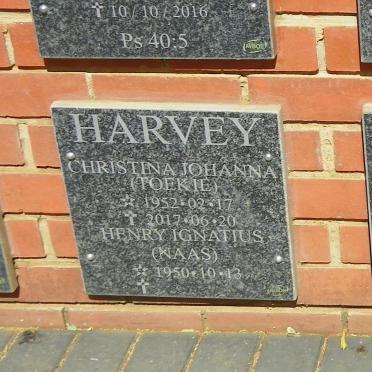 ✝ 10/10/2016
Ps 40:5
HARVEY
CHRISTINA JOHANNA
(TOEKIE)
☆ 1952·02·17
✝ 2017·06·20
HENRY IGNATIUS
(NAAS)
☆ 1950·10·13
✝